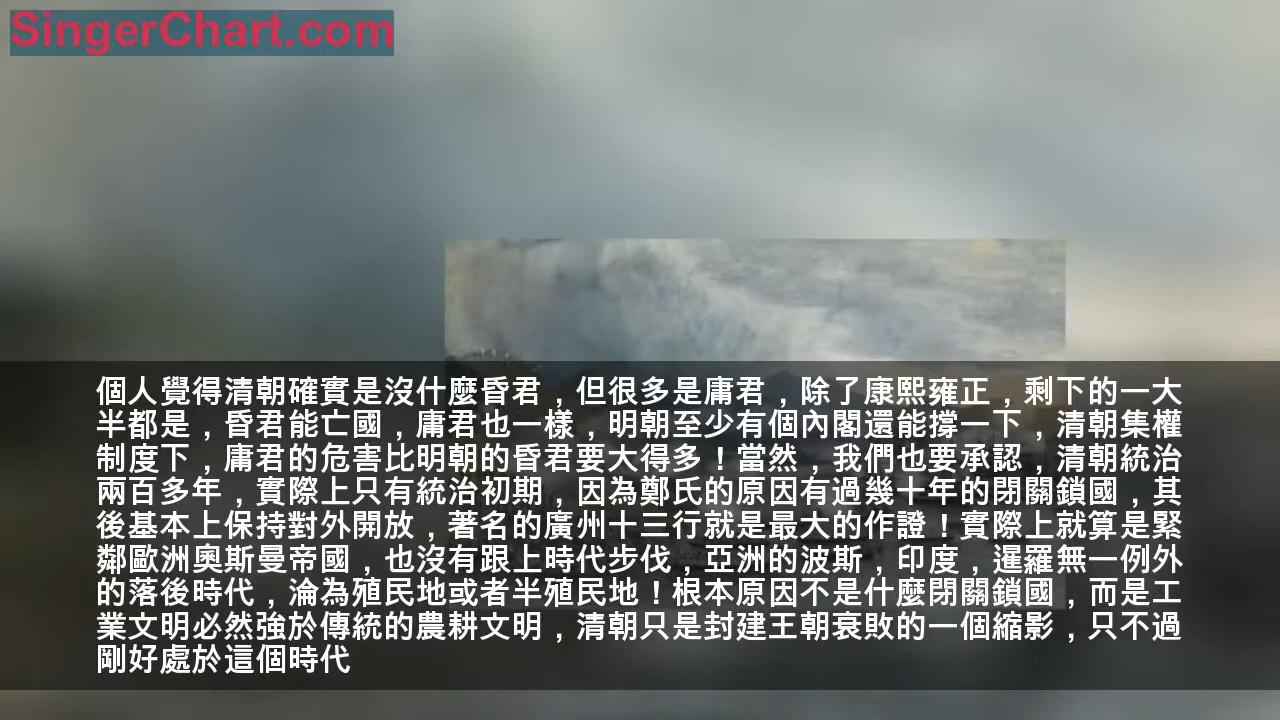 SingerChart.com
個人覺得清朝確實是沒什麼昏君，但很多是庸君，除了康熙雍正，剩下的一大
半都是，昏君能亡國，庸君也一樣，明朝至少有個內閣還能撐一下，清朝集權
制度下，庸君的危害比明朝的昏君要大得多！當然，我們也要承認，清朝統治
兩百多年，實際上只有統治初期，因為鄭氏的原因有過幾十年的閉關鎖國，其
後基本上保持對外開放，著名的廣州十三行就是最大的作證！實際上就算是緊
鄰歐洲奧斯曼帝國，也沒有跟上時代步伐，亞洲的波斯，印度，暹羅無一例外
的落後時代，淪為殖民地或者半殖民地！根本原因不是什麼閉關鎖國，而是工
業文明必然強於傳統的農耕文明，清朝只是封建王朝衰敗的一個縮影，只不過
剛好處於這個時代